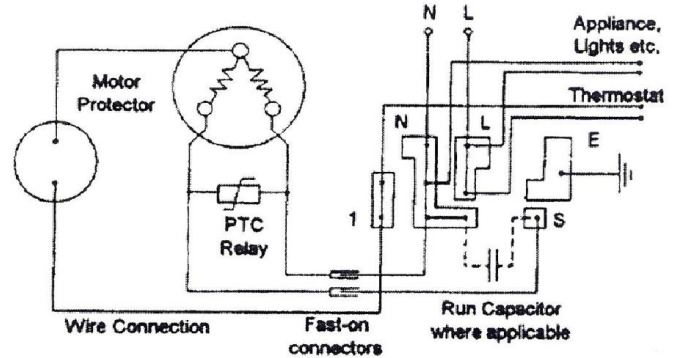 N L
Appliance,
Lights etc.
Motor
Protector
Thermostat
N L E
PTC
Relay
1
S
Wire Connection
Fast-on
connectors
Run Capacitor
where applicable